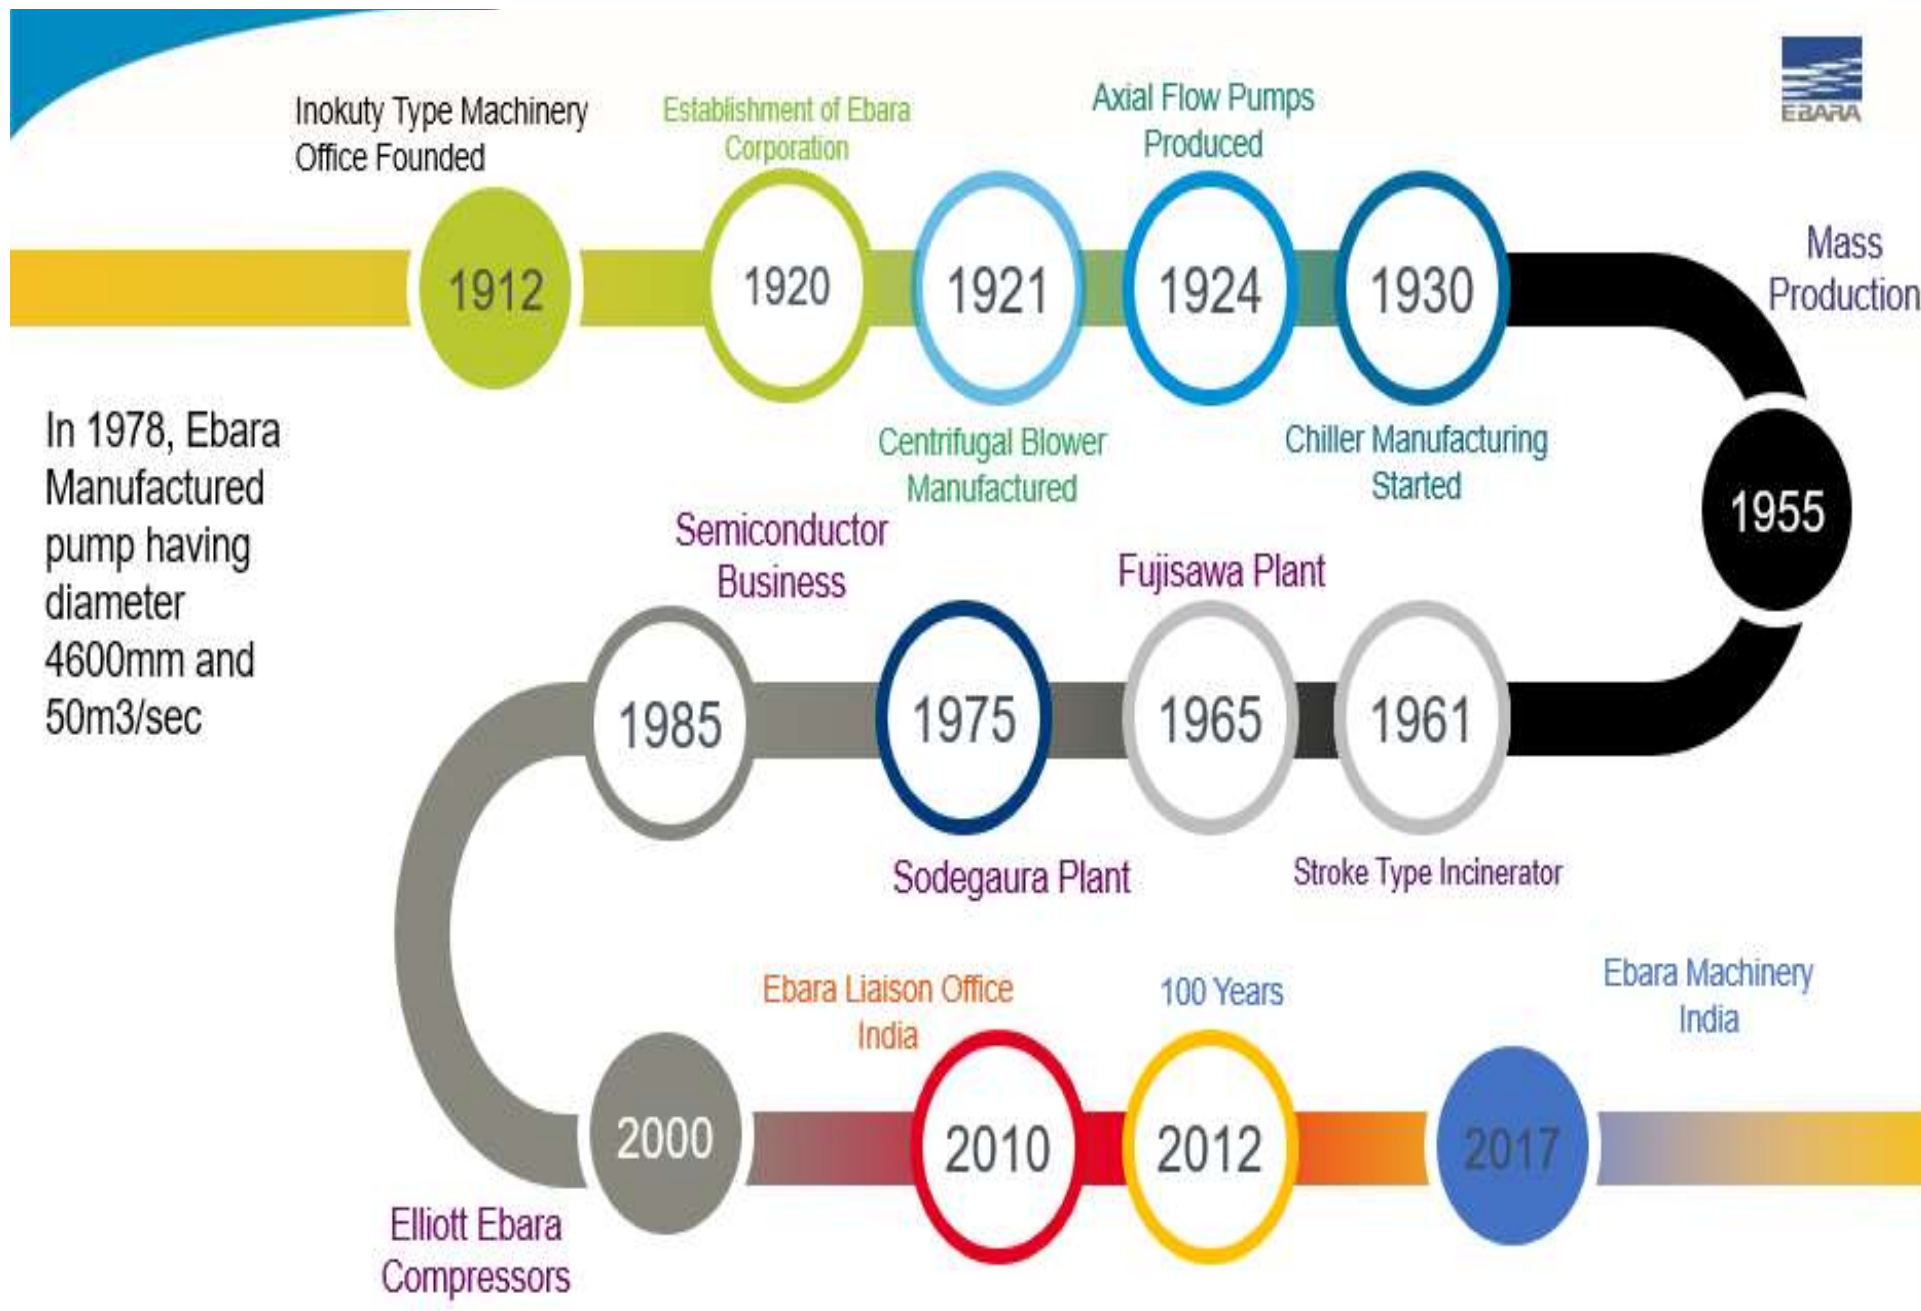 EBARA
Inokuty Type Machinery
Office Founded
Establishment of Ebara
Corporation
Axial Flow Pumps
Produced
1912
1920
1921
1924
1930
Mass
Production
Centrifugal Blower
Manufactured
Chiller Manufacturing
Started
1955
In 1978, Ebara
Manufactured
pump having
diameter
4600mm and
50m3/sec
Semiconductor
Business
Fujisawa Plant
1985
1975
1965
1961
Sodegaura Plant
Stroke Type Incinerator
Ebara Liaison Office
India
100 Years
Ebara Machinery
India
2000
2010
2012
2017
Elliott Ebara
Compressors